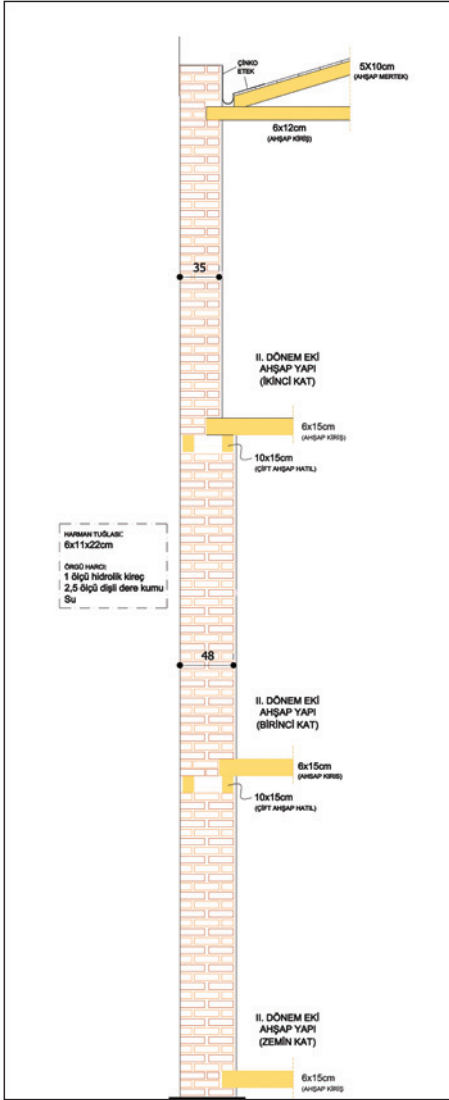 ÇİNKO
ETEK
5X10cm
(AHŞAP MERTEK)
6x12cm
(AHŞAP KİRİŞ)
35
II. DÖNEM EKİ
AHŞAP YAPI
(İKİNCİ KAT)
6x15cm
(AHŞAP KİRİŞ)
10x15cm
(ÇİFT AHŞAP HATIL)
HARMAN TUĞLASI:
6x11x22cm
ÖRGÜ HARCI:
1 ölçü hidrolik kireç
2,5 ölçü dişli dere kumu
Su
48
II. DÖNEM EKİ
AHŞAP YAPI
(BİRİNCİ KAT)
6x15cm
(AHSAP KIRIS)
10x15cm
(ÇİFT AHŞAP HATIL)
II. DÖNEM EKİ
AHŞAP YAPI
(ZEMİN KAT)
6x15cm
(AHŞAP KİRİŞ